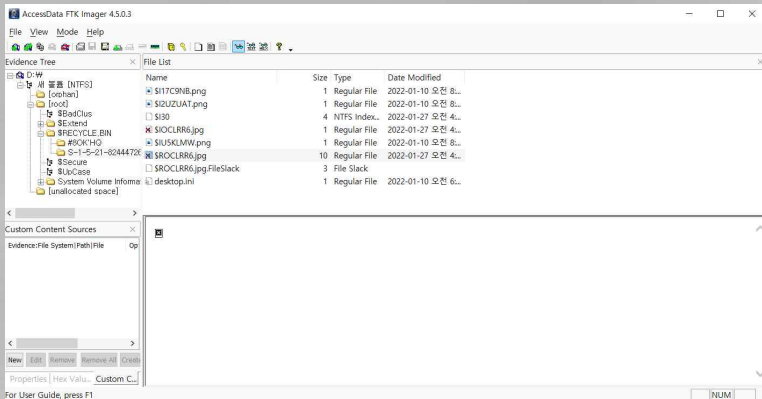 AccessData FTK Imager 4.5.0.3
File View Mode Help
Evidence Tree
File List
D:₩
새 볼륨 [NTFS]
[orphan]
[root]
$BadClus
$Extend
$RECYCLE.BIN
#8OK'HQ
S-1-5-21-82444726
$Secure
$UpCase
System Volume Informa
[unallocated space]
Name Size Type Date Modified
$I17C9NB.png 1 Regular File 2022-01-10 오전 8:...
$I2UZUAT.png 1 Regular File 2022-01-10 오전 8:...
$I30 4 NTFS Index... 2022-01-27 오전 4:...
$IOCLRR6.jpg 1 Regular File 2022-01-27 오전 4:...
$IU5KLMW.png 1 Regular File 2022-01-10 오전 8:...
$ROCLRR6.jpg 10 Regular File 2022-01-27 오전 4:...
$ROCLRR6.jpg.FileSlack 3 File Slack
desktop.ini 1 Regular File 2022-01-10 오전 6:...
Custom Content Sources
Evidence:File System|Path|File Op
New Edit Remove Remove All Create
Properties Hex Valu... Custom C...
For User Guide, press F1
NUM